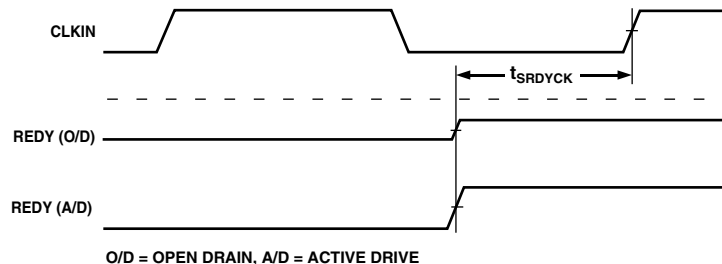 CLKIN
tSRDYCK
REDY (O/D)
REDY (A/D)
O/D = OPEN DRAIN, A/D = ACTIVE DRIVE